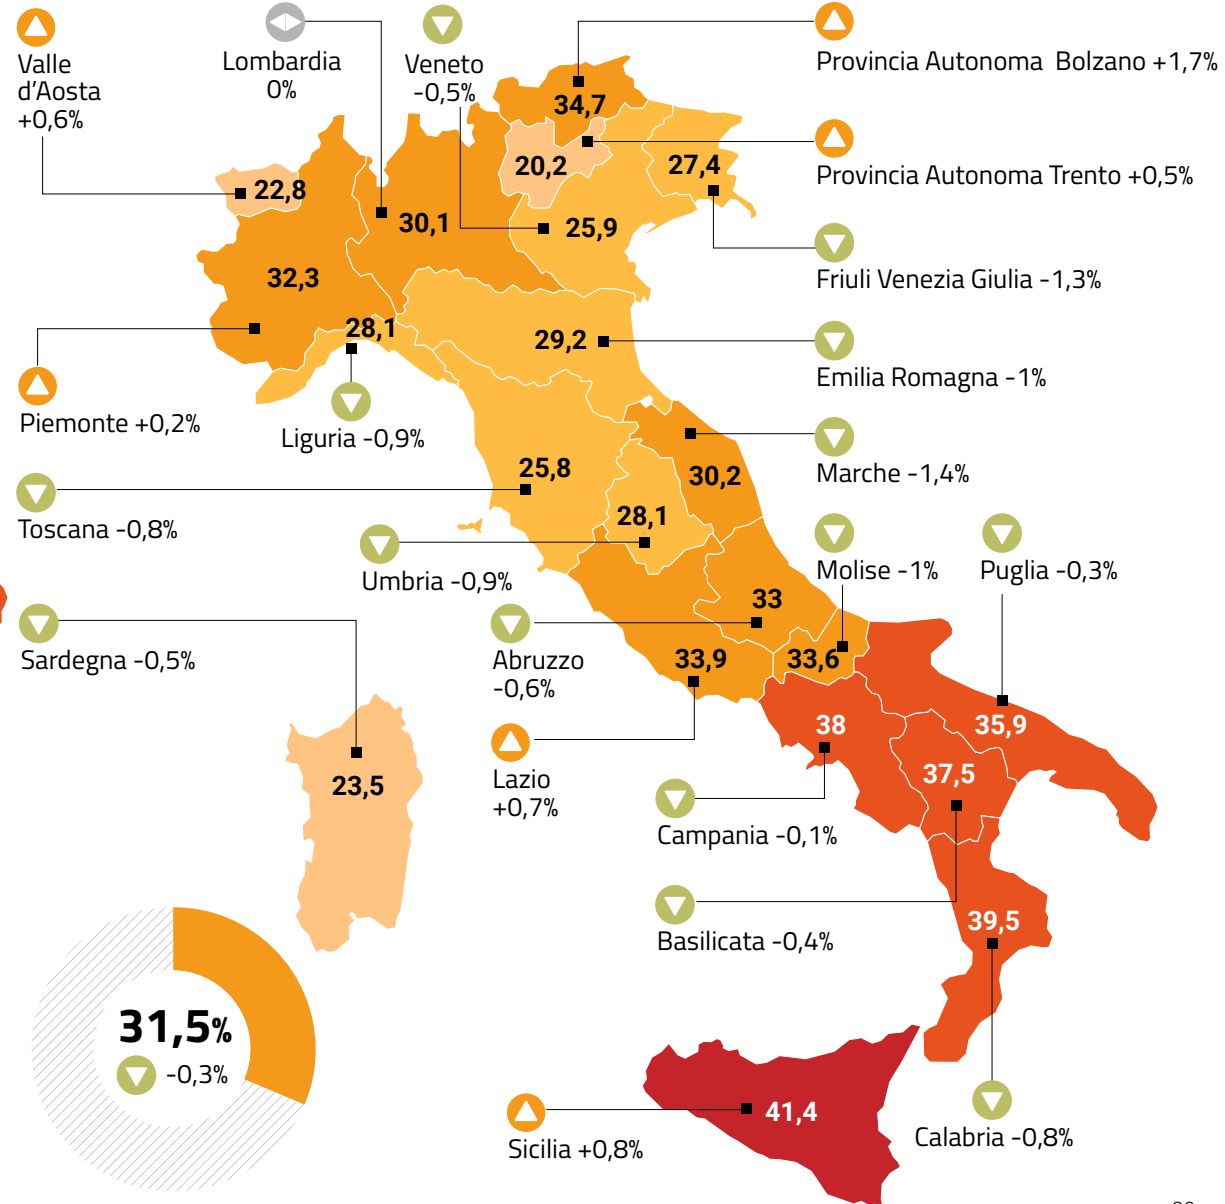 Valle
d'Aosta
+0,6%
Lombardia
0%
Veneto
-0,5%
Provincia Autonoma Bolzano +1,7%
34,7
Provincia Autonoma Trento +0,5%
20,2
27,4
22,8
30,1
25,9
Friuli Venezia Giulia -1,3%
32,3
28,1
29,2
Emilia Romagna -1%
Piemonte +0,2%
Liguria -0,9%
Marche -1,4%
30,2
25,8
Toscana -0,8%
28,1
Umbria -0,9%
Molise -1%
Puglia -0,3%
33
Sardegna -0,5%
Abruzzo
-0,6%
33,9
33,6
38
35,9
Lazio
+0,7%
23,5
37,5
Campania -0,1%
Basilicata -0,4%
39,5
31,5%
-0,3%
41,4
Sicilia +0,8%
Calabria -0,8%